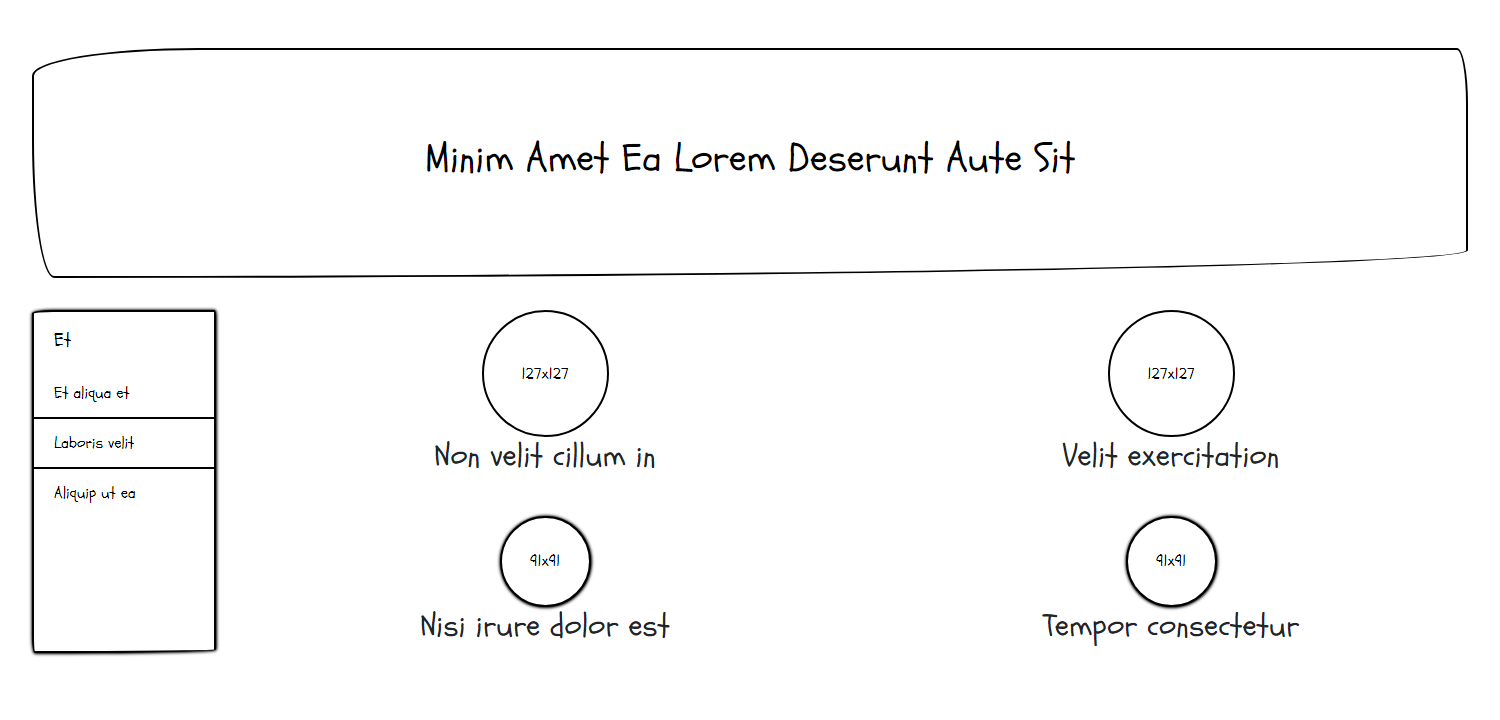 Minim Amet Ea Lorem Deserunt Aute Sit
Et
Et aliqua et
Laboris velit
Aliquip ut ea
127x127
Non velit cillum in
127x127
Velit exercitation
91x91
Nisi irure dolor est
91x91
Tempor consectetur